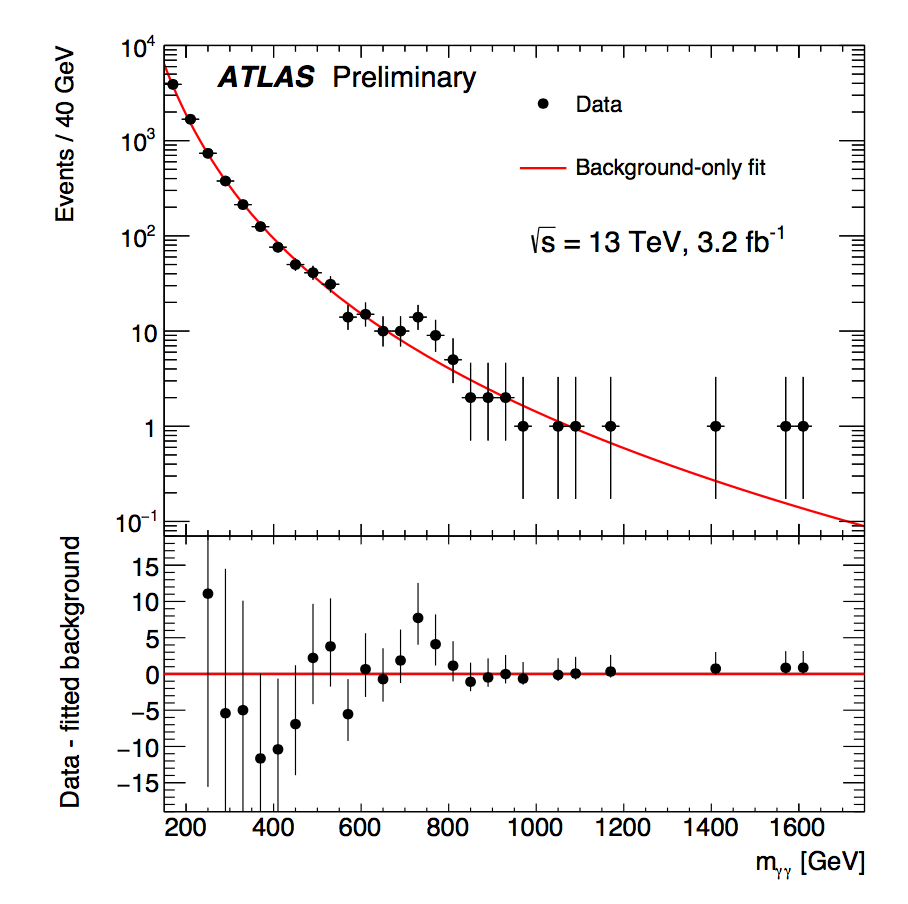 Events / 40 GeV
10⁴
10³
10²
10
1
10⁻¹
ATLAS Preliminary
Data
Background-only fit
√s = 13 TeV, 3.2 fb⁻¹
Data - fitted background
15
10
5
0
−5
−10
−15
200 400 600 800 1000 1200 1400 1600
m_γγ [GeV]